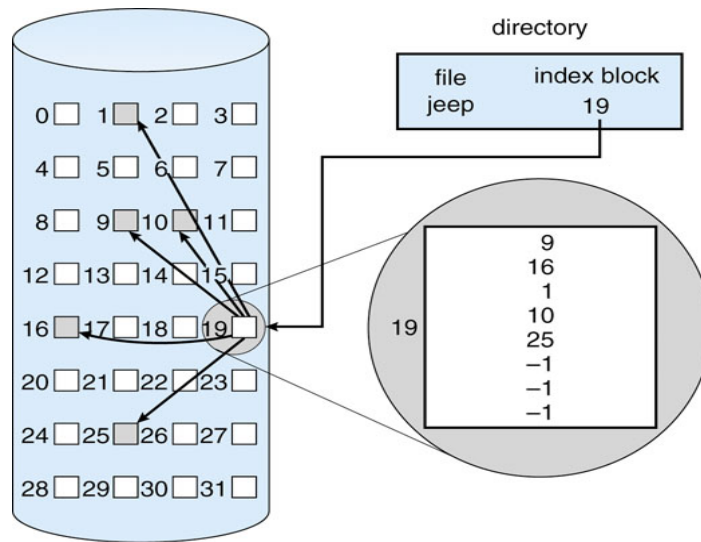 directory
file index block
jeep 19
0 1 2 3
4 5 6 7
8 9 10 11
12 13 14 15
16 17 18 19
20 21 22 23
24 25 26 27
28 29 30 31
19
9
16
1
10
25
–1
–1
–1